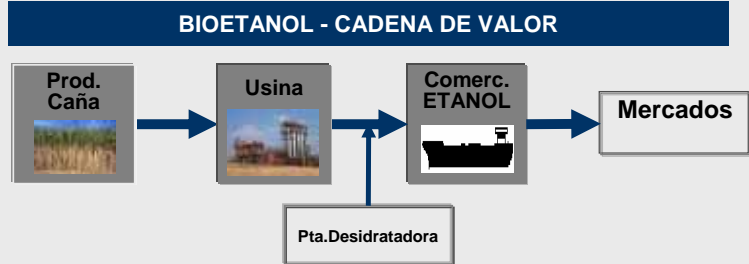 BIOETANOL - CADENA DE VALOR
Prod.
Caña
Usina
Comerc.
ETANOL
Mercados
Pta.Desidratadora